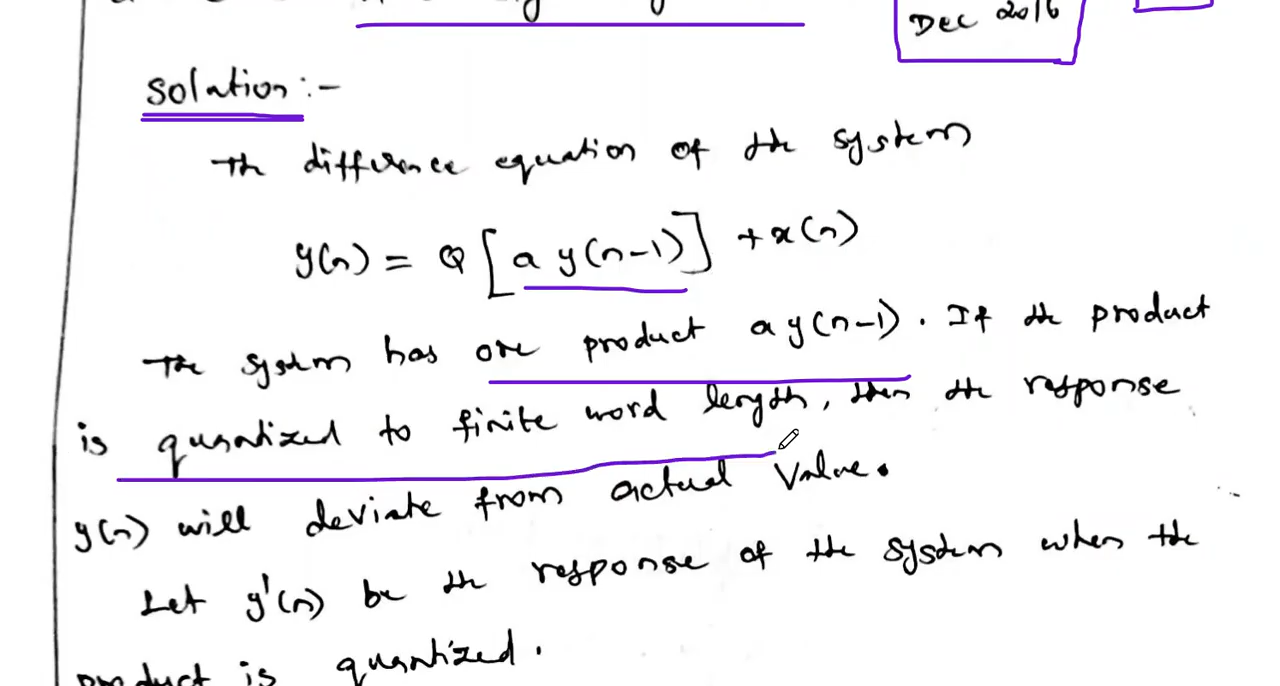 Dec 2016
Solution :-
The difference equation of the system
y(n) = Q [a y(n-1)] + x(n)
The system has one product a y(n-1). If the product
is quantized to finite word length, then the response
y(n) will deviate from actual value.
Let y'(n) be the response of the system when the
product is quantized.